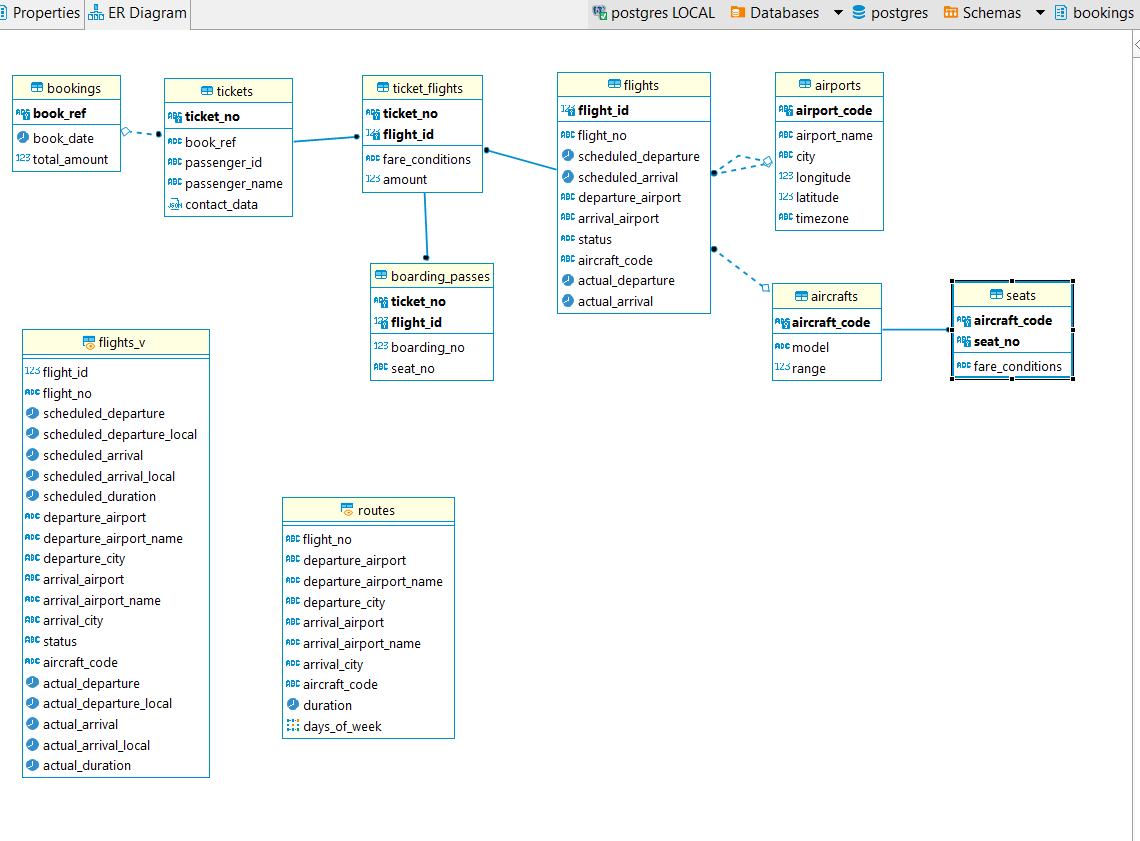 Properties
ER Diagram
postgres LOCAL
Databases
postgres
Schemas
bookings
bookings
book_ref
book_date
total_amount
tickets
ticket_no
book_ref
passenger_id
passenger_name
contact_data
ticket_flights
ticket_no
flight_id
fare_conditions
amount
flights
flight_id
flight_no
scheduled_departure
scheduled_arrival
departure_airport
arrival_airport
status
aircraft_code
actual_departure
actual_arrival
airports
airport_code
airport_name
city
longitude
latitude
timezone
boarding_passes
ticket_no
flight_id
boarding_no
seat_no
aircrafts
aircraft_code
model
range
seats
aircraft_code
seat_no
fare_conditions
flights_v
flight_id
flight_no
scheduled_departure
scheduled_departure_local
scheduled_arrival
scheduled_arrival_local
scheduled_duration
departure_airport
departure_airport_name
departure_city
arrival_airport
arrival_airport_name
arrival_city
status
aircraft_code
actual_departure
actual_departure_local
actual_arrival
actual_arrival_local
actual_duration
routes
flight_no
departure_airport
departure_airport_name
departure_city
arrival_airport
arrival_airport_name
arrival_city
aircraft_code
duration
days_of_week